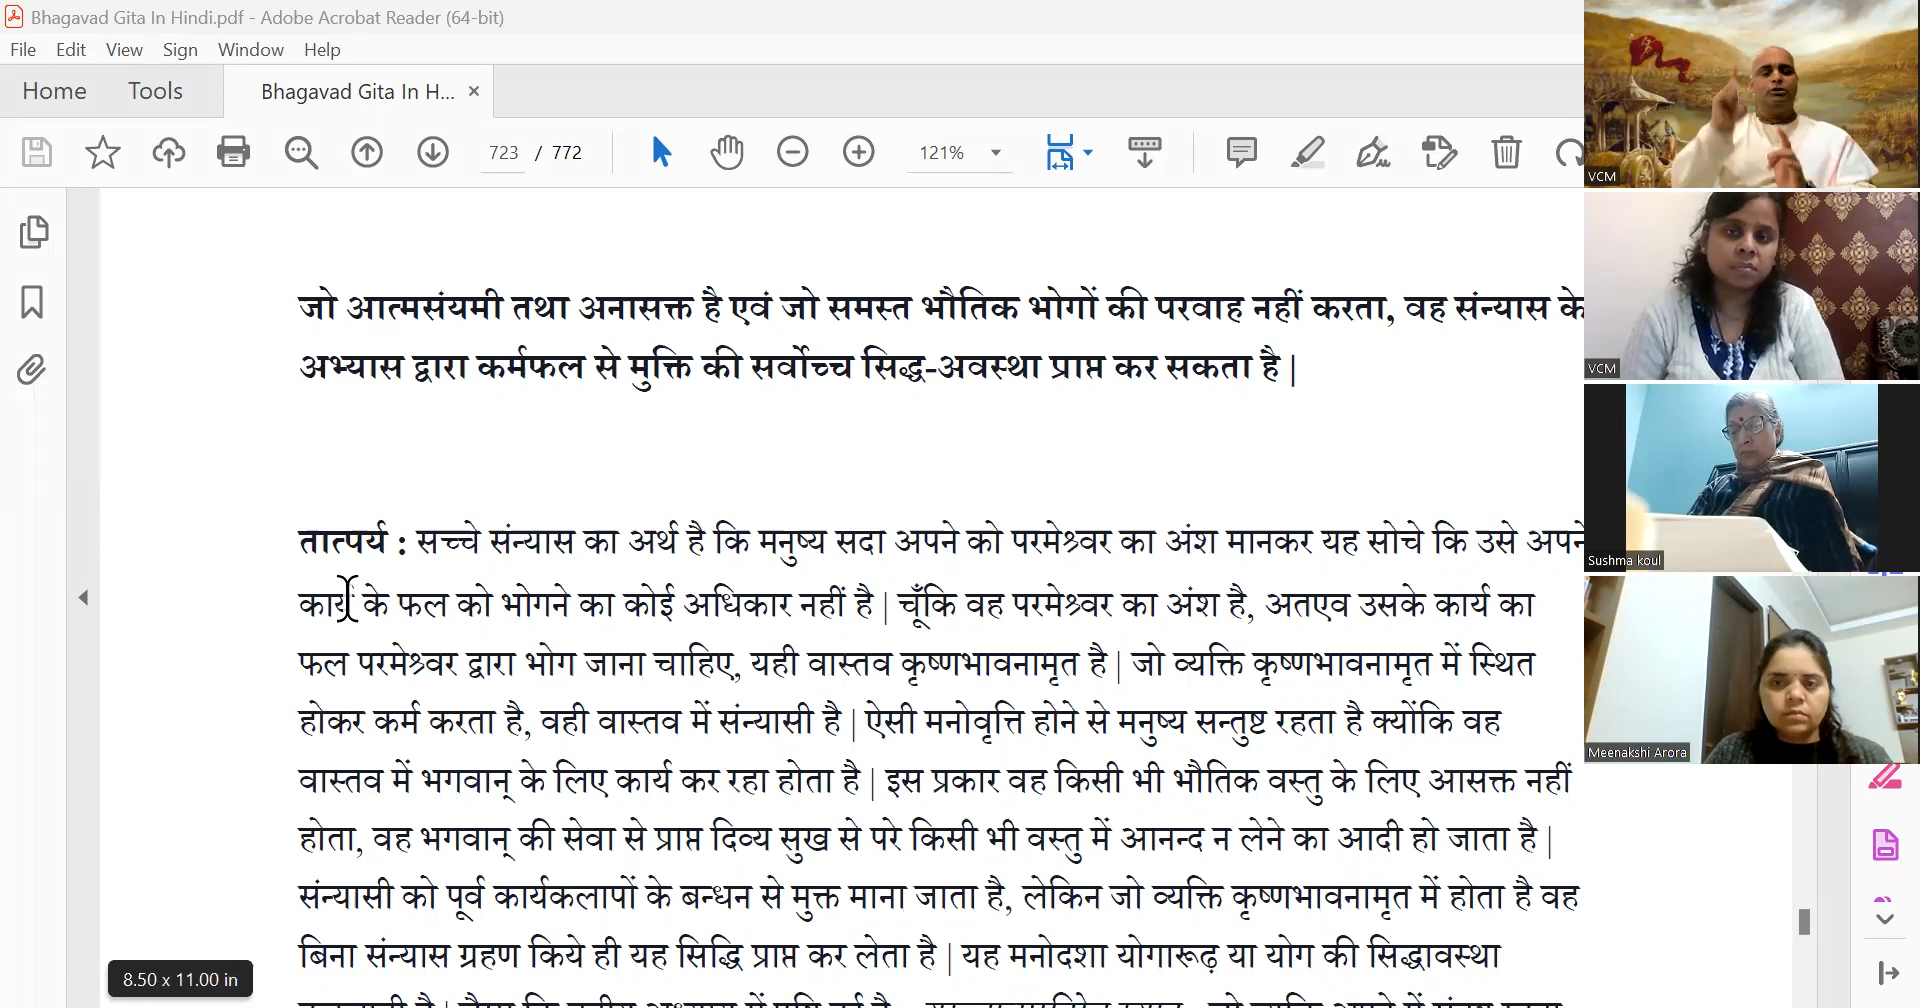 Bhagavad Gita In Hindi.pdf - Adobe Acrobat Reader (64-bit)
File Edit View Sign Window Help
Home Tools Bhagavad Gita In H... ×
723 / 772 121%
जो आत्मसंयमी तथा अनासक्त है एवं जो समस्त भौतिक भोगों की परवाह नहीं करता, वह संन्यास के
अभ्यास द्वारा कर्मफल से मुक्ति की सर्वोच्च सिद्ध-अवस्था प्राप्त कर सकता है |
तात्पर्य : सच्चे संन्यास का अर्थ है कि मनुष्य सदा अपने को परमेश्र्वर का अंश मानकर यह सोचे कि उसे अपने
कार्य के फल को भोगने का कोई अधिकार नहीं है | चूँकि वह परमेश्र्वर का अंश है, अतएव उसके कार्य का
फल परमेश्र्वर द्वारा भोग जाना चाहिए, यही वास्तव कृष्णभावनामृत है | जो व्यक्ति कृष्णभावनामृत में स्थित
होकर कर्म करता है, वही वास्तव में संन्यासी है | ऐसी मनोवृत्ति होने से मनुष्य सन्तुष्ट रहता है क्योंकि वह
वास्तव में भगवान् के लिए कार्य कर रहा होता है | इस प्रकार वह किसी भी भौतिक वस्तु के लिए आसक्त नहीं
होता, वह भगवान् की सेवा से प्राप्त दिव्य सुख से परे किसी भी वस्तु में आनन्द न लेने का आदी हो जाता है |
संन्यासी को पूर्व कार्यकलापों के बन्धन से मुक्त माना जाता है, लेकिन जो व्यक्ति कृष्णभावनामृत में होता है वह
बिना संन्यास ग्रहण किये ही यह सिद्धि प्राप्त कर लेता है | यह मनोदशा योगारूढ़ या योग की सिद्धावस्था
8.50 x 11.00 in
VCM
VCM
Sushma koul
Meenakshi Arora